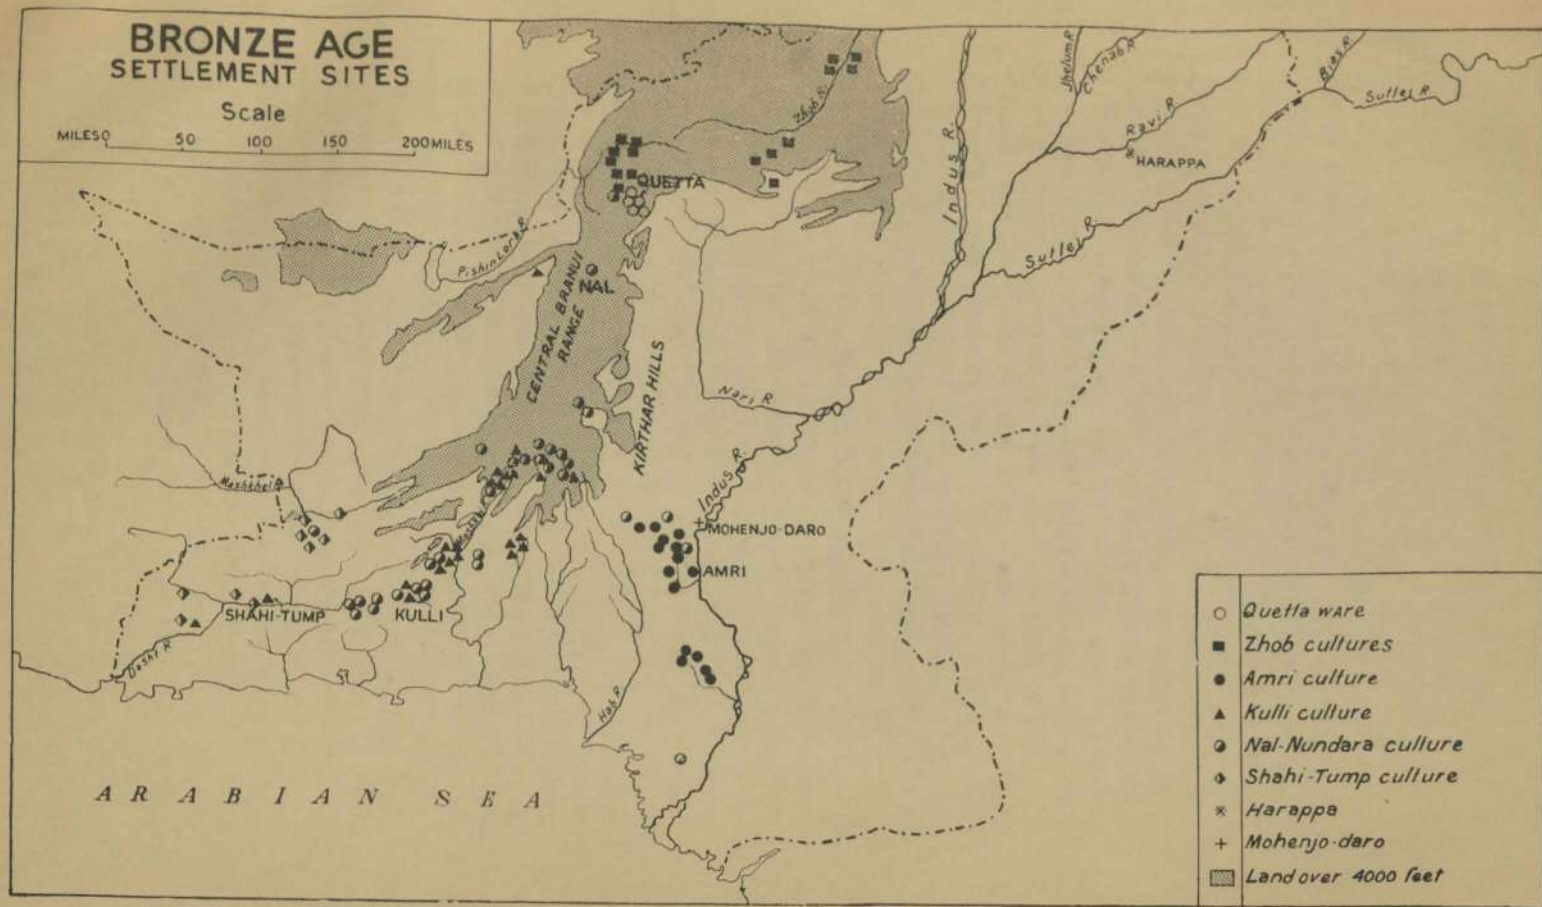 BRONZE AGE
SETTLEMENT SITES
Scale
MILES 0 50 100 150 200 MILES
Zhob R.
Indus R.
Jhelum R
Chenab R.
Ravi R
Bias R
Sutlej R
HARAPPA
QUETTA
Sutlej R.
Pishin Lora R.
NAL
CENTRAL BRAHUI
RANGE
KIRTHAR HILLS
Nari R
Indus R.
Mashkel R
MOHENJO-DARO
AMRI
SHAHI-TUMP
KULLI
Dasht R
Hab R
ARABIAN SEA
Quetta ware
Zhob cultures
Amri culture
Kulli culture
Nal-Nundara culture
Shahi-Tump culture
Harappa
Mohenjo-daro
Land over 4000 feet